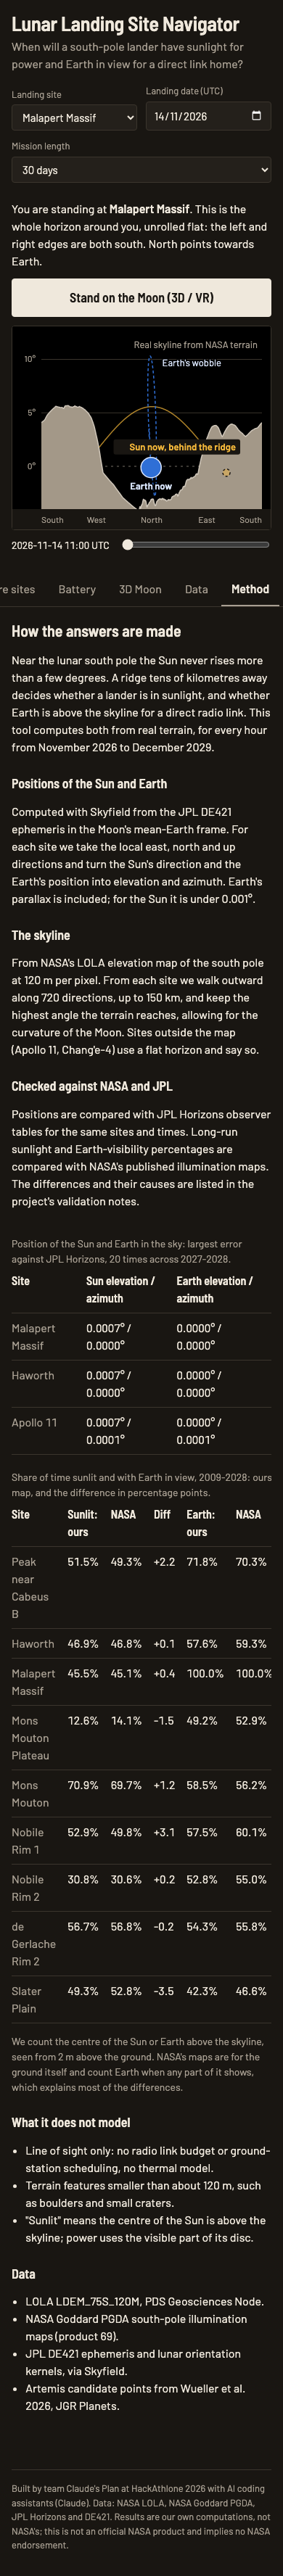 Lunar Landing Site Navigator
When will a south-pole lander have sunlight for
power and Earth in view for a direct link home?
Landing site
Landing date (UTC)
Malapert Massif
14/11/2026
Mission length
30 days
You are standing at Malapert Massif. This is the
whole horizon around you, unrolled flat: the left and
right edges are both south. North points towards
Earth.
Stand on the Moon (3D / VR)
Real skyline from NASA terrain
10°
Earth's wobble
5°
Sun now, behind the ridge
0°
Earth now
South West North East South
2026-11-14 11:00 UTC
re sites Battery 3D Moon Data Method
How the answers are made
Near the lunar south pole the Sun never rises more
than a few degrees. A ridge tens of kilometres away
decides whether a lander is in sunlight, and whether
Earth is above the skyline for a direct radio link. This
tool computes both from real terrain, for every hour
from November 2026 to December 2029.
Positions of the Sun and Earth
Computed with Skyfield from the JPL DE421
ephemeris in the Moon's mean-Earth frame. For
each site we take the local east, north and up
directions and turn the Sun's direction and the
Earth's position into elevation and azimuth. Earth's
parallax is included; for the Sun it is under 0.001°.
The skyline
From NASA's LOLA elevation map of the south pole
at 120 m per pixel. From each site we walk outward
along 720 directions, up to 150 km, and keep the
highest angle the terrain reaches, allowing for the
curvature of the Moon. Sites outside the map
(Apollo 11, Chang'e-4) use a flat horizon and say so.
Checked against NASA and JPL
Positions are compared with JPL Horizons observer
tables for the same sites and times. Long-run
sunlight and Earth-visibility percentages are
compared with NASA's published illumination maps.
The differences and their causes are listed in the
project's validation notes.
Position of the Sun and Earth in the sky: largest error
against JPL Horizons, 20 times across 2027-2028.
Site Sun elevation / Earth elevation /
azimuth azimuth
Malapert 0.0007° / 0.0000° /
Massif 0.0000° 0.0000°
Haworth 0.0007° / 0.0000° /
0.0000° 0.0000°
Apollo 11 0.0007° / 0.0000° /
0.0001° 0.0001°
Share of time sunlit and with Earth in view, 2009-2028: ours
map, and the difference in percentage points.
Site Sunlit: NASA Diff Earth: NASA
ours ours
Peak 51.5% 49.3% +2.2 71.8% 70.3%
near
Cabeus
B
Haworth 46.9% 46.8% +0.1 57.6% 59.3%
Malapert 45.5% 45.1% +0.4 100.0% 100.0%
Massif
Mons 12.6% 14.1% -1.5 49.2% 52.9%
Mouton
Plateau
Mons 70.9% 69.7% +1.2 58.5% 56.2%
Mouton
Nobile 52.9% 49.8% +3.1 57.5% 60.1%
Rim 1
Nobile 30.8% 30.6% +0.2 52.8% 55.0%
Rim 2
de 56.7% 56.8% -0.2 54.3% 55.8%
Gerlache
Rim 2
Slater 49.3% 52.8% -3.5 42.3% 46.6%
Plain
We count the centre of the Sun or Earth above the skyline,
seen from 2 m above the ground. NASA's maps are for the
ground itself and count Earth when any part of it shows,
which explains most of the differences.
What it does not model
• Line of sight only: no radio link budget or ground-
station scheduling, no thermal model.
• Terrain features smaller than about 120 m, such
as boulders and small craters.
• "Sunlit" means the centre of the Sun is above the
skyline; power uses the visible part of its disc.
Data
• LOLA LDEM_75S_120M, PDS Geosciences Node.
• NASA Goddard PGDA south-pole illumination
maps (product 69).
• JPL DE421 ephemeris and lunar orientation
kernels, via Skyfield.
• Artemis candidate points from Wueller et al.
2026, JGR Planets.
Built by team Claude's Plan at HackAthlone 2026 with AI coding
assistants (Claude). Data: NASA LOLA, NASA Goddard PGDA,
JPL Horizons and DE421. Results are our own computations, not
NASA's; this is not an official NASA product and implies no NASA
endorsement.